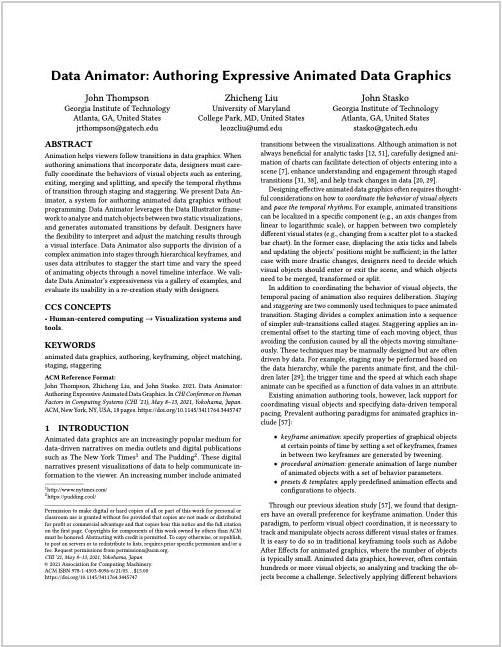 Data Animator: Authoring Expressive Animated Data Graphics
John Thompson
Georgia Institute of Technology
Atlanta, GA, United States
jrthompson@gatech.edu
Zhicheng Liu
University of Maryland
College Park, MD, United States
leozcliu@umd.edu
John Stasko
Georgia Institute of Technology
Atlanta, GA, United States
stasko@gatech.edu
ABSTRACT
Animation helps viewers follow transitions in data graphics. When
authoring animations that incorporate data, designers must care-
fully coordinate the behaviors of visual objects such as entering,
exiting, merging and splitting, and specify the temporal rhythms
of transition through staging and staggering. We present Data An-
imator, a system for authoring animated data graphics without
programming. Data Animator leverages the Data Illustrator frame-
work to analyze and match objects between two static visualizations,
and generates automated transitions by default. Designers have
the flexibility to interpret and adjust the matching results through
a visual interface. Data Animator also supports the division of a
complex animation into stages through hierarchical keyframes, and
uses data attributes to stagger the start time and vary the speed
of animating objects through a novel timeline interface. We vali-
date Data Animator's expressiveness via a gallery of examples, and
evaluate its usability in a re-creation study with designers.
CCS CONCEPTS
• Human-centered computing → Visualization systems and
tools.
KEYWORDS
animated data graphics, authoring, keyframing, object matching,
staging, staggering
ACM Reference Format:
John Thompson, Zhicheng Liu, and John Stasko. 2021. Data Animator:
Authoring Expressive Animated Data Graphics. In CHI Conference on Human
Factors in Computing Systems (CHI '21), May 8–13, 2021, Yokohama, Japan.
ACM, New York, NY, USA, 18 pages. https://doi.org/10.1145/3411764.3445747
1 INTRODUCTION
Animated data graphics are an increasingly popular medium for
data-driven narratives on media outlets and digital publications
such as The New York Times¹ and The Pudding². These digital
narratives present visualizations of data to help communicate in-
formation to the viewer. An increasing number include animated
¹http://www.nytimes.com/
²https://pudding.cool/
Permission to make digital or hard copies of all or part of this work for personal or
classroom use is granted without fee provided that copies are not made or distributed
for profit or commercial advantage and that copies bear this notice and the full citation
on the first page. Copyrights for components of this work owned by others than ACM
must be honored. Abstracting with credit is permitted. To copy otherwise, or republish,
to post on servers or to redistribute to lists, requires prior specific permission and/or a
fee. Request permissions from permissions@acm.org.
CHI '21, May 8–13, 2021, Yokohama, Japan
© 2021 Association for Computing Machinery.
ACM ISBN 978-1-4503-8096-6/21/05...$15.00
https://doi.org/10.1145/3411764.3445747
transitions between the visualizations. Although animation is not
always beneficial for analytic tasks [12, 51], carefully designed ani-
mation of charts can facilitate detection of objects entering into a
scene [7], enhance understanding and engagement through staged
transitions [31, 38], and help track changes in data [20, 29].
Designing effective animated data graphics often requires thought-
ful considerations on how to coordinate the behavior of visual objects
and pace the temporal rhythms. For example, animated transitions
can be localized in a specific component (e.g., an axis changes from
linear to logarithmic scale), or happen between two completely
different visual states (e.g., changing from a scatter plot to a stacked
bar chart). In the former case, displacing the axis ticks and labels
and updating the objects' positions might be sufficient; in the latter
case with more drastic changes, designers need to decide which
visual objects should enter or exit the scene, and which objects
need to be merged, transformed or split.
In addition to coordinating the behavior of visual objects, the
temporal pacing of animation also requires deliberation. Staging
and staggering are two commonly used techniques to pace animated
transition. Staging divides a complex animation into a sequence
of simpler sub-transitions called stages. Staggering applies an in-
cremental offset to the starting time of each moving object, thus
avoiding the confusion caused by all the objects moving simultane-
ously. These techniques may be manually designed but are often
driven by data. For example, staging may be performed based on
the data hierarchy, while the parents animate first, and the chil-
dren later [29]; the trigger time and the speed at which each shape
animate can be specified as a function of data values in an attribute.
Existing animation authoring tools, however, lack support for
coordinating visual objects and specifying data-driven temporal
pacing. Prevalent authoring paradigms for animated graphics in-
clude [57]:
• keyframe animation: specify properties of graphical objects
at certain points of time by setting a set of keyframes, frames
in between two keyframes are generated by tweening.
• procedural animation: generate animation of large number
of animated objects with a set of behavior parameters.
• presets & templates: apply predefined animation effects and
configurations to objects.
Through our previous ideation study [57], we found that design-
ers have an overall preference for keyframe animation. Under this
paradigm, to perform visual object coordination, it is necessary to
track and manipulate objects across different visual states or frames.
It is easy to do so in traditional keyframing tools such as Adobe
After Effects for animated graphics, where the number of objects
is typically small. Animated data graphics, however, often contain
hundreds or more visual objects, so analyzing and tracking the ob-
jects become a challenge. Selectively applying different behaviors